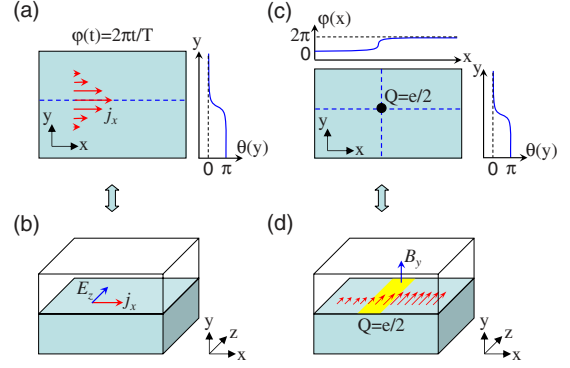 (a)
φ(t)=2πt/T
y
j_x
y
x
0 π
θ(y)
(c)
φ(x)
2π
0
x
y
Q=e/2
y
x
0 π
θ(y)
(b)
E_z
j_x
y
z
x
(d)
B_y
Q=e/2
y
z
x